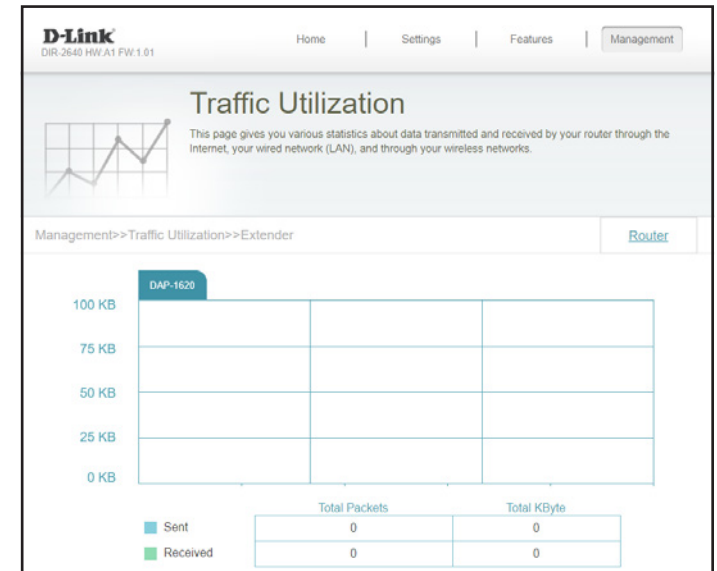 D-Link
DIR-2640 HW:A1 FW:1.01
Home | Settings | Features | Management
Traffic Utilization
This page gives you various statistics about data transmitted and received by your router through the
Internet, your wired network (LAN), and through your wireless networks.
Management>>Traffic Utilization>>Extender
Router
DAP-1620
100 KB
75 KB
50 KB
25 KB
0 KB
Total Packets Total KByte
Sent 0 0
Received 0 0